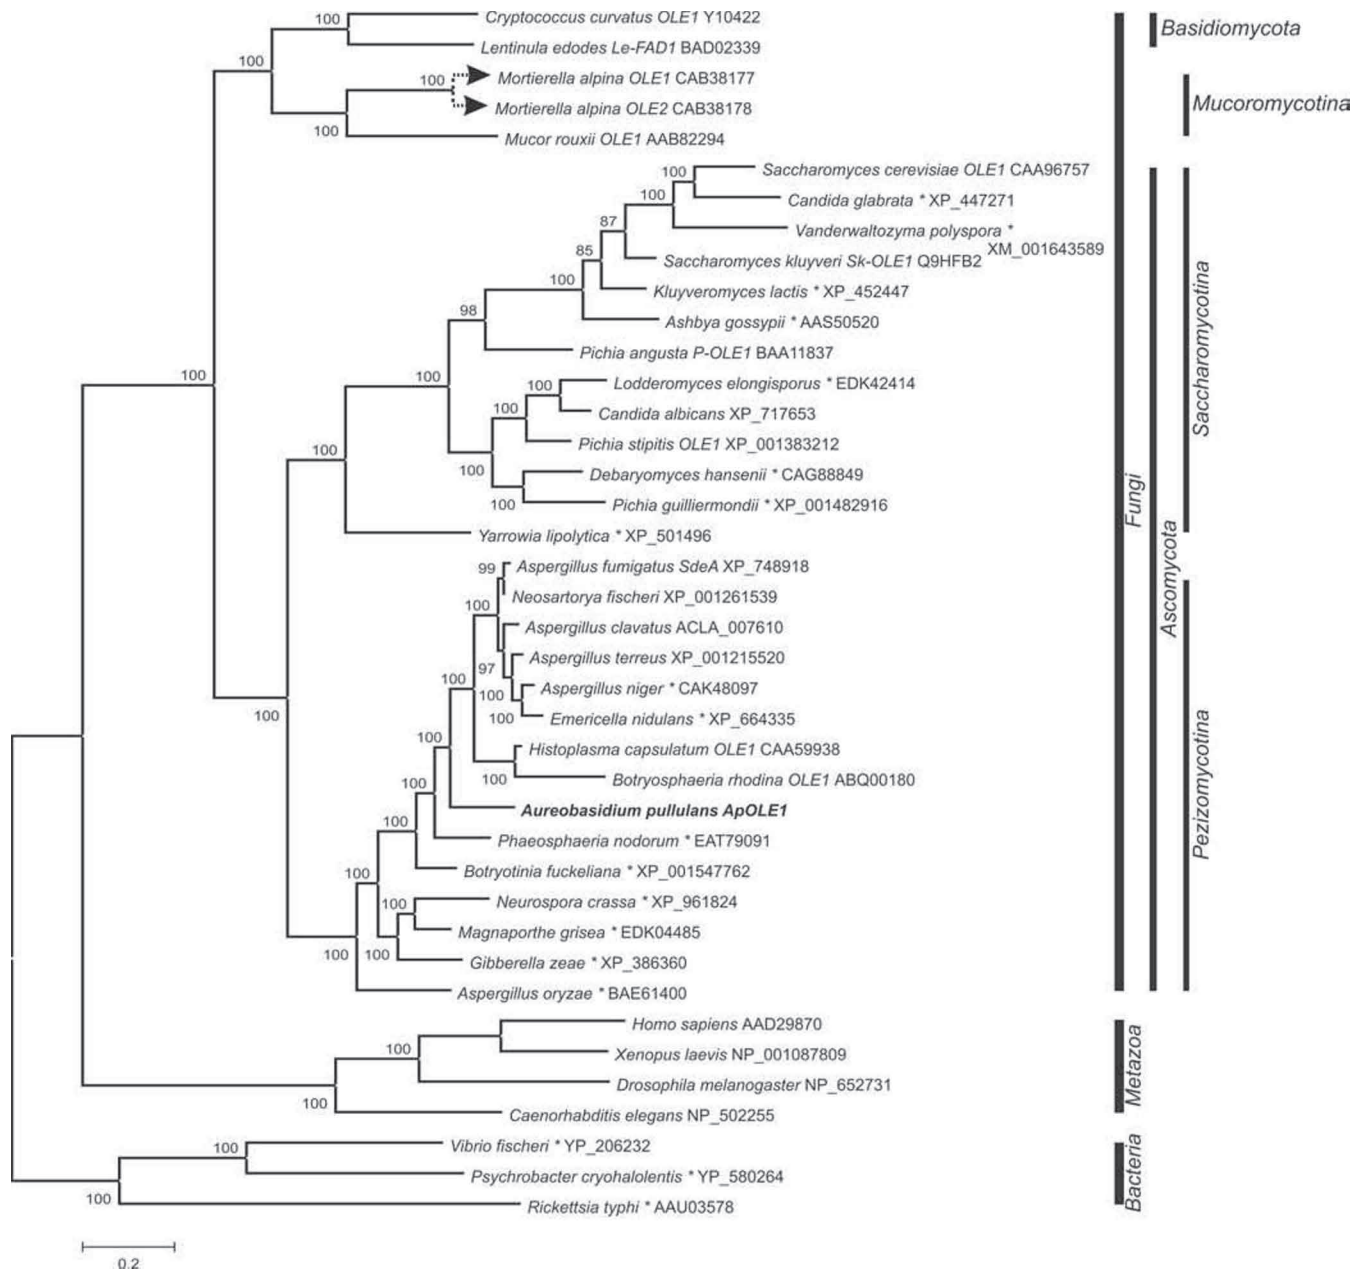 100
Cryptococcus curvatus OLE1 Y10422
Basidiomycota
Lentinula edodes Le-FAD1 BAD02339
100
100
Mortierella alpina OLE1 CAB38177
Mortierella alpina OLE2 CAB38178
Mucoromycotina
100
Mucor rouxii OLE1 AAB82294
100
Saccharomyces cerevisiae OLE1 CAA96757
100
Candida glabrata * XP_447271
87
Vanderwaltozyma polyspora *
XM_001643589
85
Saccharomyces kluyveri Sk-OLE1 Q9HFB2
100
Kluyveromyces lactis * XP_452447
98
Ashbya gossypii * AAS50520
Pichia angusta P-OLE1 BAA11837
Saccharomycotina
100
100
100
Lodderomyces elongisporus * EDK42414
100
Candida albicans XP_717653
Pichia stipitis OLE1 XP_001383212
100
100
Debaryomyces hansenii * CAG88849
100
Pichia guilliermondii * XP_001482916
Fungi
Yarrowia lipolytica * XP_501496
99
Aspergillus fumigatus SdeA XP_748918
Ascomycota
Neosartorya fischeri XP_001261539
100
Aspergillus clavatus ACLA_007610
97
Aspergillus terreus XP_001215520
100
100
Aspergillus niger * CAK48097
100
100
Emericella nidulans * XP_664335
100
Histoplasma capsulatum OLE1 CAA59938
100
100
Botryosphaeria rhodina OLE1 ABQ00180
Pezizomycotina
Aureobasidium pullulans ApOLE1
100
Phaeosphaeria nodorum * EAT79091
100
Botryotinia fuckeliana * XP_001547762
100
Neurospora crassa * XP_961824
Magnaporthe grisea * EDK04485
100
100
Gibberella zeae * XP_386360
Aspergillus oryzae * BAE61400
Homo sapiens AAD29870
100
Xenopus laevis NP_001087809
Metazoa
Drosophila melanogaster NP_652731
100
Caenorhabditis elegans NP_502255
100
Vibrio fischeri * YP_206232
Psychrobacter cryohalolentis * YP_580264
Bacteria
100
Rickettsia typhi * AAU03578
0.2